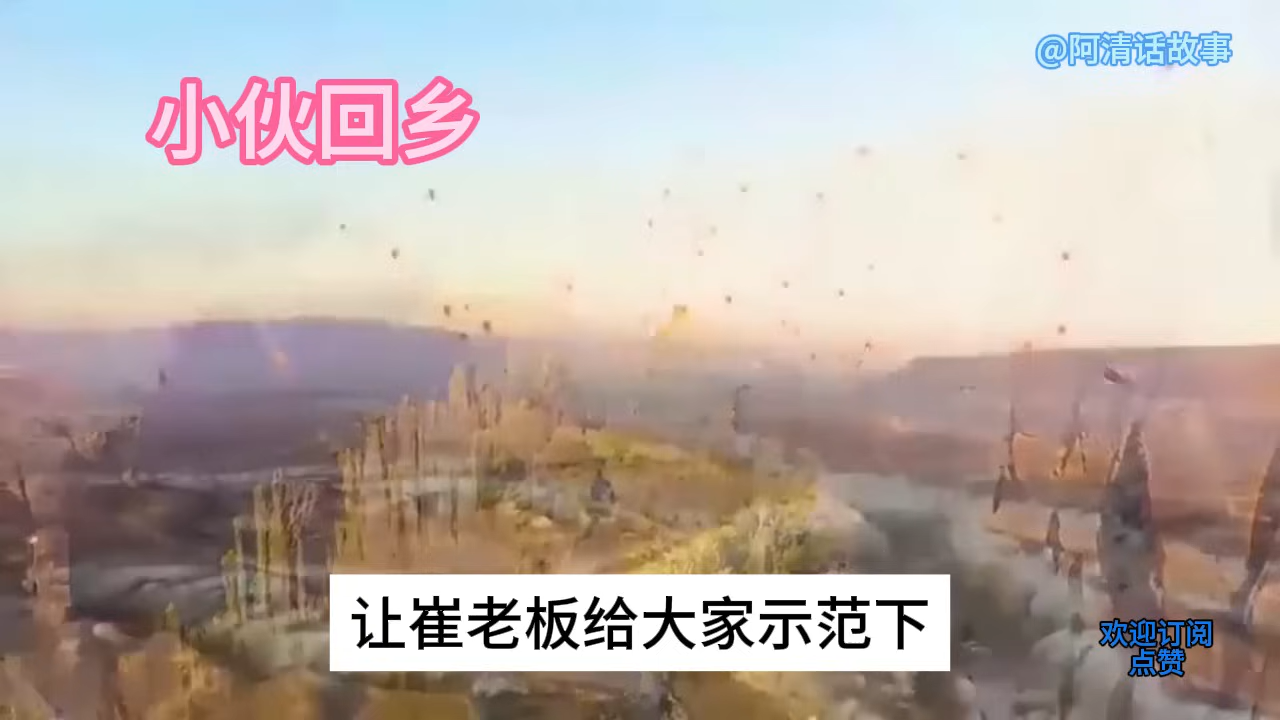 @阿清话故事
小伙回乡
让崔老板给大家示范下
欢迎订阅
点赞